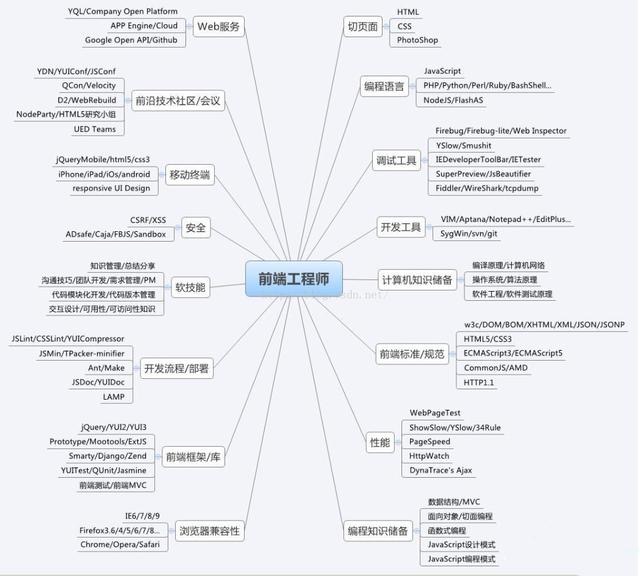 前端工程师
Web服务
YQL/Company Open Platform
APP Engine/Cloud
Google Open API/Github
前沿技术社区/会议
YDN/YUIConf/JSConf
QCon/Velocity
D2/WebRebuild
NodeParty/HTML5研究小组
UED Teams
移动终端
jQueryMobile/html5/css3
iPhone/iPad/iOs/android
responsive UI Design
安全
CSRF/XSS
ADsafe/Caja/FBJS/Sandbox
软技能
知识管理/总结分享
沟通技巧/团队开发/需求管理/PM
代码模块化开发/代码版本管理
交互设计/可用性/可访问性知识
开发流程/部署
JSLint/CSSLint/YUICompressor
JSMin/TPacker-minifier
Ant/Make
JSDoc/YUIDoc
LAMP
前端框架/库
jQuery/YUI2/YUI3
Prototype/Mootools/ExtJS
Smarty/Django/Zend
YUITest/QUnit/Jasmine
前端测试/前端MVC
浏览器兼容性
IE6/7/8/9
Firefox3.6/4/5/6/7/8...
Chrome/Opera/Safari
切页面
HTML
CSS
PhotoShop
编程语言
JavaScript
PHP/Python/Perl/Ruby/BashShell...
NodeJS/FlashAS
调试工具
Firebug/Firebug-lite/Web Inspector
YSlow/Smushit
IEDeveloperToolBar/IETester
SuperPreview/JsBeautifier
Fiddler/WireShark/tcpdump
开发工具
VIM/Aptana/Notepad++/EditPlus...
SygWin/svn/git
计算机知识储备
编译原理/计算机网络
操作系统/算法原理
软件工程/软件测试原理
前端标准/规范
w3c/DOM/BOM/XHTML/XML/JSON/JSONP
HTML5/CSS3
ECMAScript3/ECMAScript5
CommonJS/AMD
HTTP1.1
性能
WebPageTest
ShowSlow/YSlow/34Rule
PageSpeed
HttpWatch
DynaTrace's Ajax
编程知识储备
数据结构/MVC
面向对象/切面编程
函数式编程
JavaScript设计模式
JavaScript编程模式